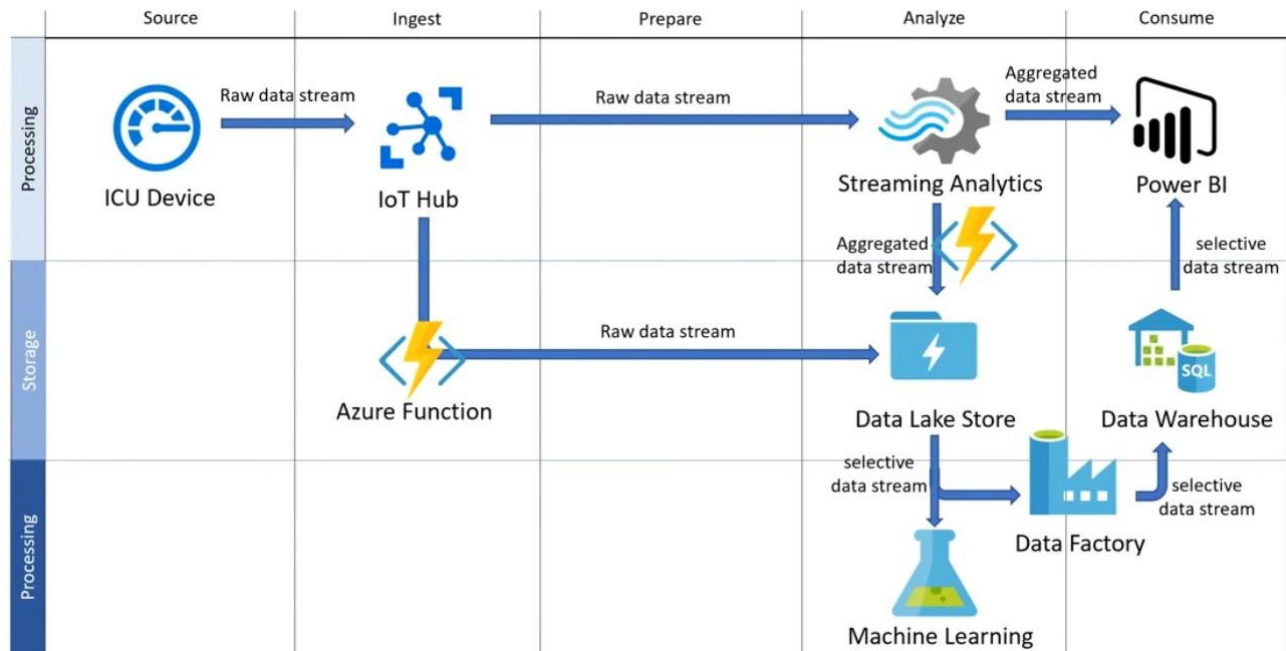 Source
Ingest
Prepare
Analyze
Consume
Processing
Raw data stream
Raw data stream
Aggregated
data stream
ICU Device
IoT Hub
Streaming Analytics
Power BI
Aggregated
data stream
selective
data stream
Storage
Raw data stream
SQL
Azure Function
Data Lake Store
Data Warehouse
Processing
selective
data stream
selective
data stream
Data Factory
Machine Learning